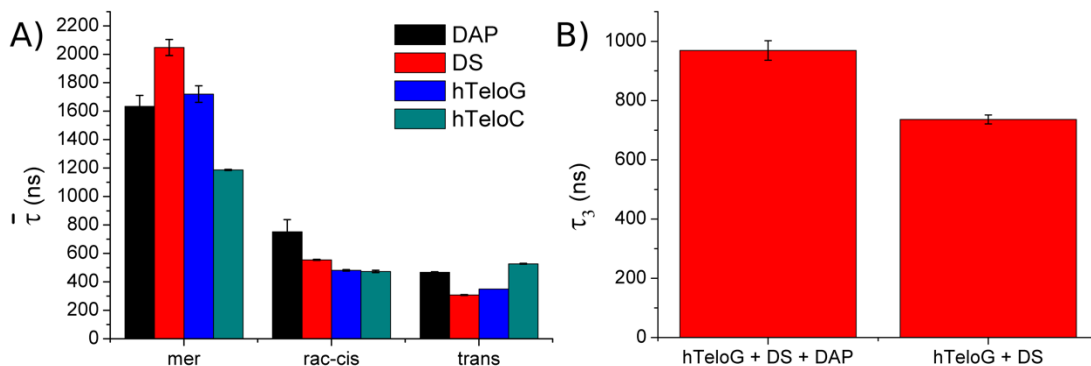 A)
DAP
DS
hTeloG
hTeloC
τ̄ (ns)
2200
2000
1800
1600
1400
1200
1000
800
600
400
200
0
mer rac-cis trans
B)
τ₃ (ns)
1000
800
600
400
200
0
hTeloG + DS + DAP hTeloG + DS